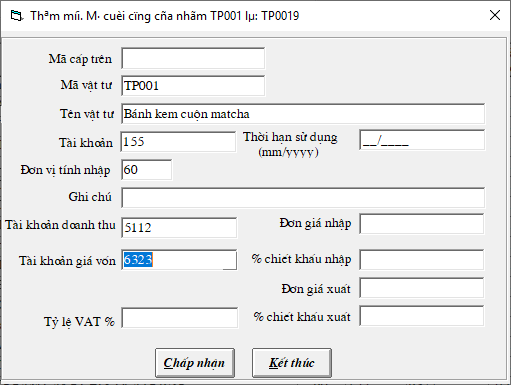 Thªm míi. M· cuèi cïng cña nhãm TP001 lµ: TP0019
Mã cấp trên
Mã vật tư TP001
Tên vật tư Bánh kem cuộn matcha
Tài khoản 155 Thời hạn sử dụng __/____
(mm/yyyy)
Đơn vị tính nhập 60
Ghi chú
Tài khoản doanh thu 5112 Đơn giá nhập
Tài khoản giá vốn 6323 % chiết khấu nhập
Đơn giá xuất
Tỷ lệ VAT % % chiết khấu xuất
Chấp nhận Kết thúc